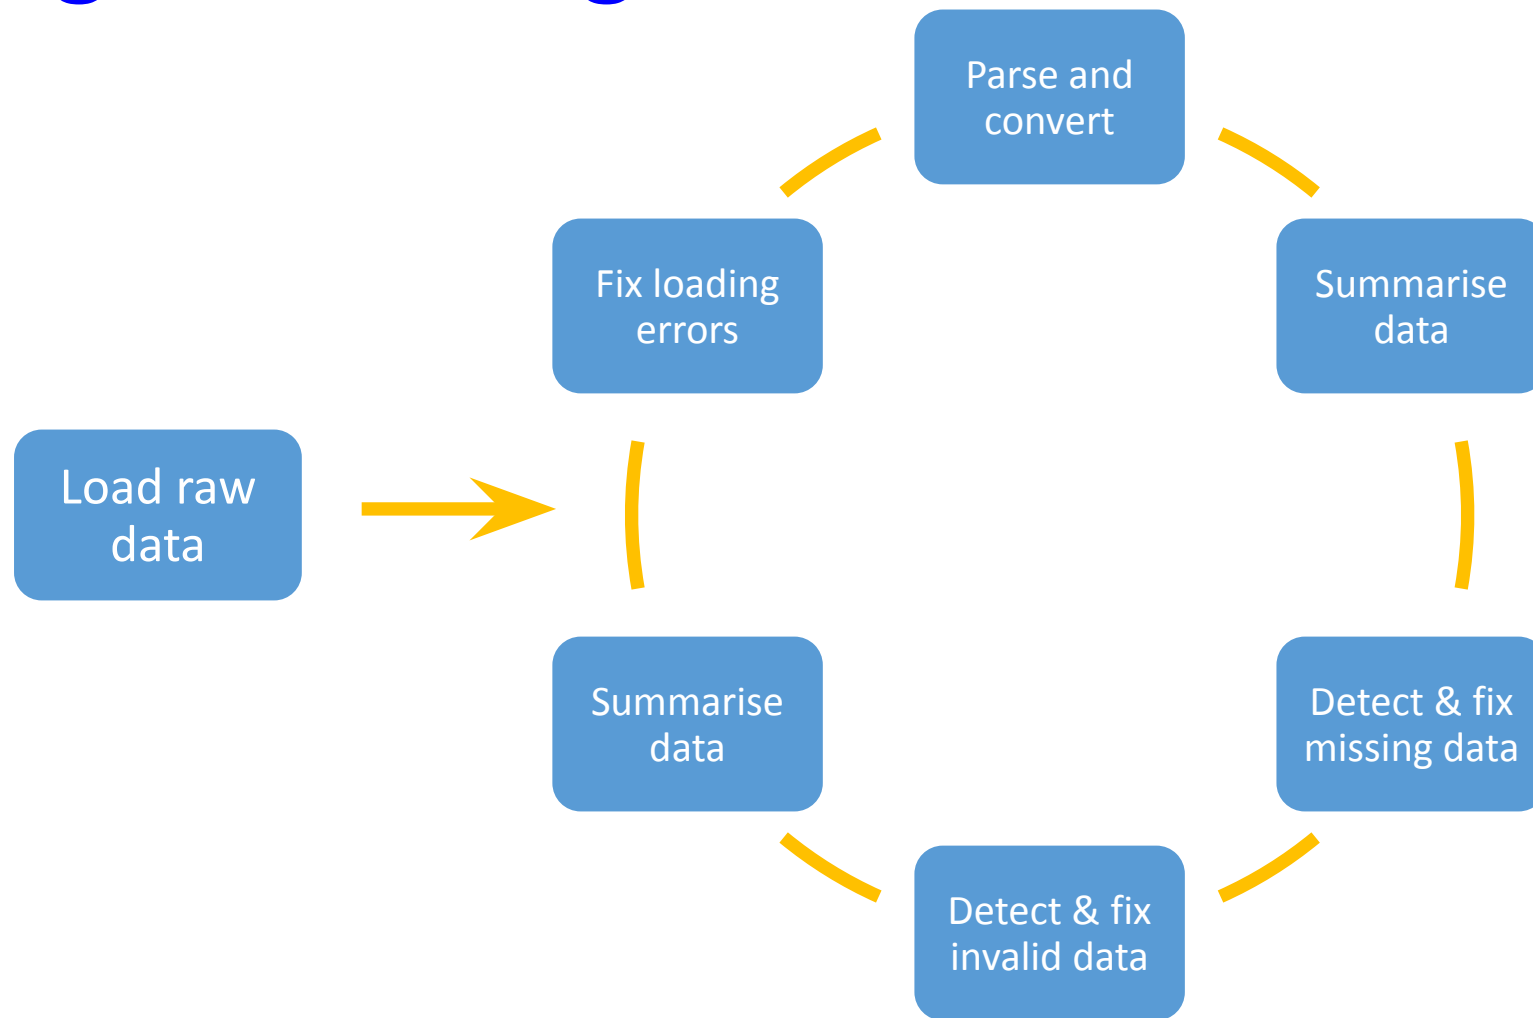 Parse and
convert
Fix loading
errors
Summarise
data
Load raw
data
Summarise
data
Detect & fix
missing data
Detect & fix
invalid data